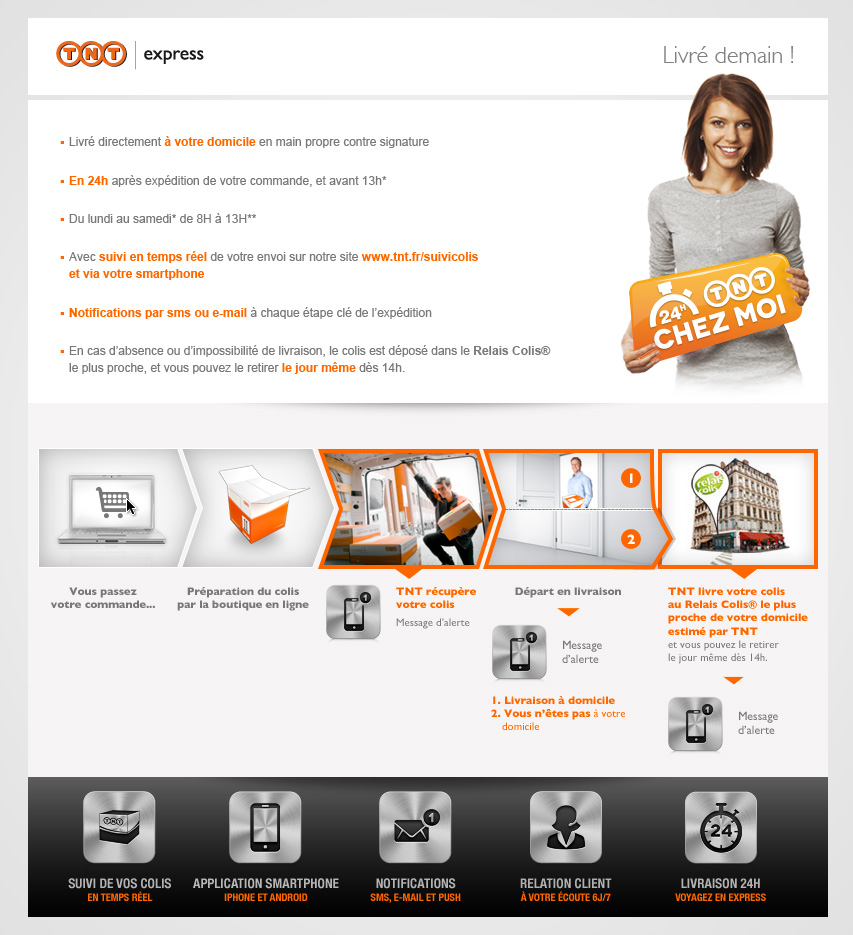 TNT express
Livré demain !
Livré directement à votre domicile en main propre contre signature
En 24h après expédition de votre commande, et avant 13h*
Du lundi au samedi* de 8H à 13H**
Avec suivi en temps réel de votre envoi sur notre site www.tnt.fr/suivicolis
et via votre smartphone
Notifications par sms ou e-mail à chaque étape clé de l'expédition
En cas d'absence ou d'impossibilité de livraison, le colis est déposé dans le Relais Colis®
le plus proche, et vous pouvez le retirer le jour même dès 14h.
24H TNT
CHEZ MOI
1
2
relais
colis
Vous passez
votre commande...
Préparation du colis
par la boutique en ligne
1
TNT récupère
votre colis
Message d'alerte
Départ en livraison
1
Message
d'alerte
1. Livraison à domicile
2. Vous n'êtes pas à votre
domicile
TNT livre votre colis
au Relais Colis® le plus
proche de votre domicile
estimé par TNT
et vous pouvez le retirer
le jour même dès 14h.
1
Message
d'alerte
TNT
1
24
SUIVI DE VOS COLIS
EN TEMPS RÉEL
APPLICATION SMARTPHONE
IPHONE ET ANDROID
NOTIFICATIONS
SMS, E-MAIL ET PUSH
RELATION CLIENT
À VOTRE ÉCOUTE 6J/7
LIVRAISON 24H
VOYAGEZ EN EXPRESS